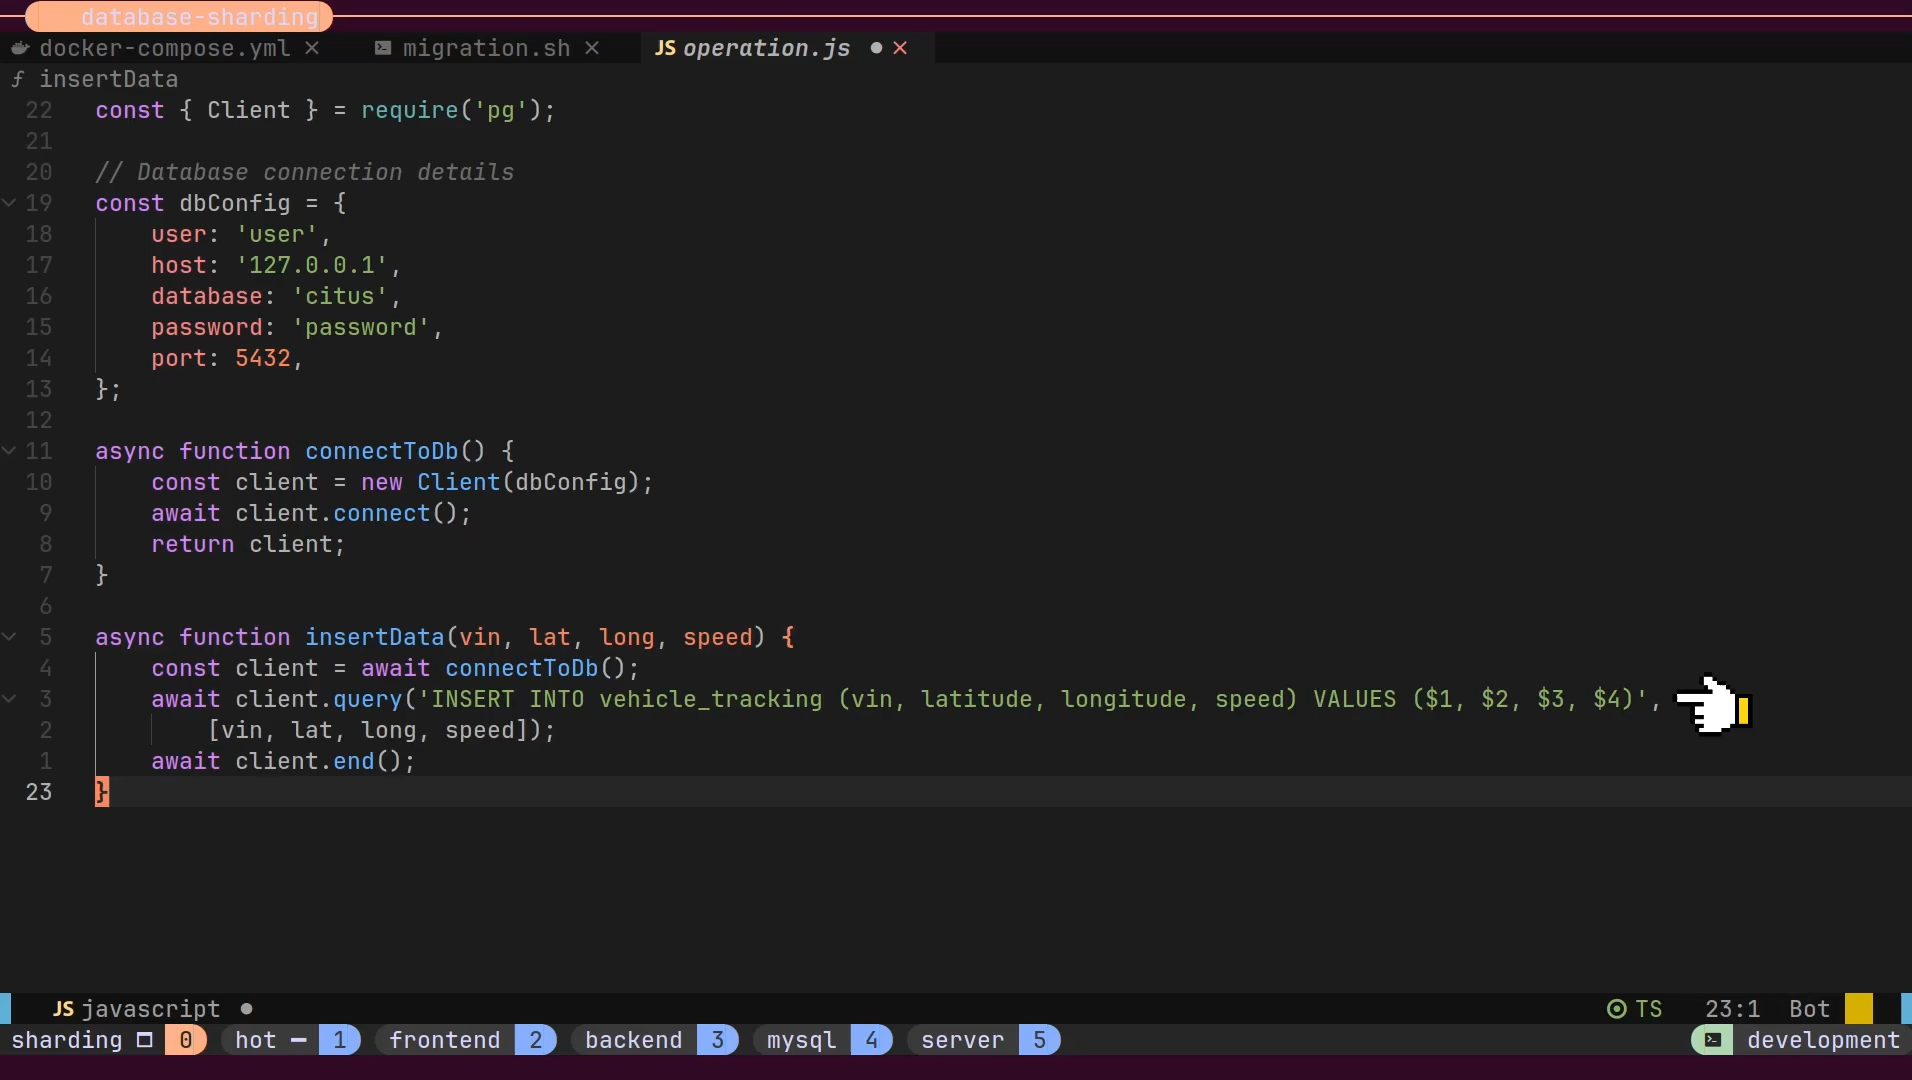 database-sharding
docker-compose.yml × migration.sh × JS operation.js ● ×
f insertData
22 const { Client } = require('pg');
21
20 // Database connection details
19 const dbConfig = {
18     user: 'user',
17     host: '127.0.0.1',
16     database: 'citus',
15     password: 'password',
14     port: 5432,
13 };
12
11 async function connectToDb() {
10     const client = new Client(dbConfig);
9     await client.connect();
8     return client;
7 }
6
5 async function insertData(vin, lat, long, speed) {
4     const client = await connectToDb();
3     await client.query('INSERT INTO vehicle_tracking (vin, latitude, longitude, speed) VALUES ($1, $2, $3, $4)',
2         [vin, lat, long, speed]);
1     await client.end();
23 }
JS javascript ● TS 23:1 Bot
sharding 0 hot 1 frontend 2 backend 3 mysql 4 server 5 development